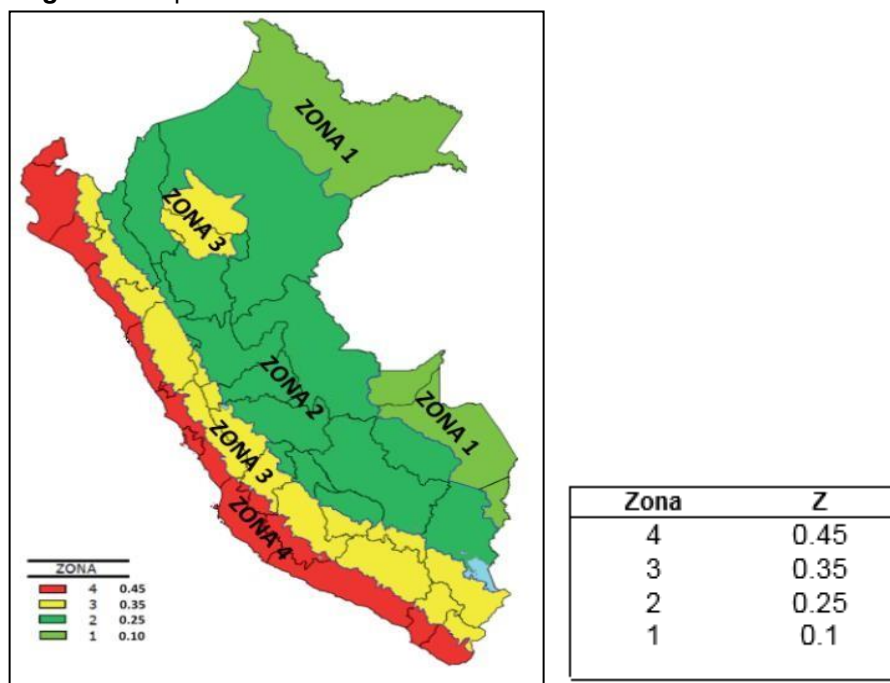 ZONA 1
ZONA 3
ZONA 2
ZONA 1
ZONA 3
ZONA 4
ZONA
4 0.45
3 0.35
2 0.25
1 0.10
Zona Z
4 0.45
3 0.35
2 0.25
1 0.1